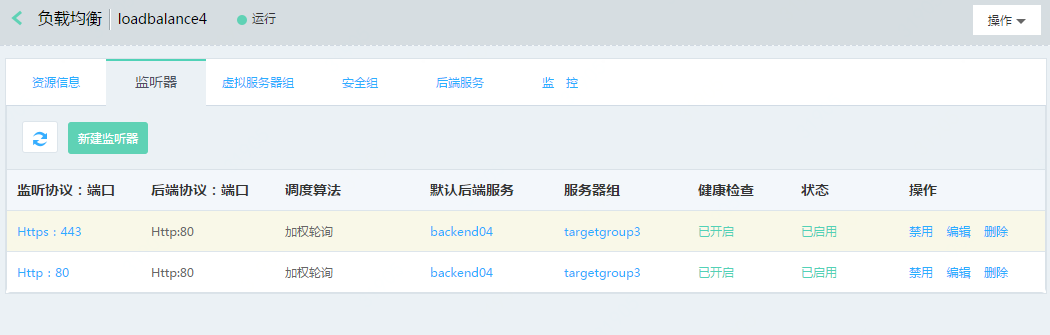 负载均衡 loadbalance4 运行 操作
资源信息 监听器 虚拟服务器组 安全组 后端服务 监 控
新建监听器
监听协议：端口 后端协议：端口 调度算法 默认后端服务 服务器组 健康检查 状态 操作
Https : 443 Http:80 加权轮询 backend04 targetgroup3 已开启 已启用 禁用 编辑 删除
Http : 80 Http:80 加权轮询 backend04 targetgroup3 已开启 已启用 禁用 编辑 删除